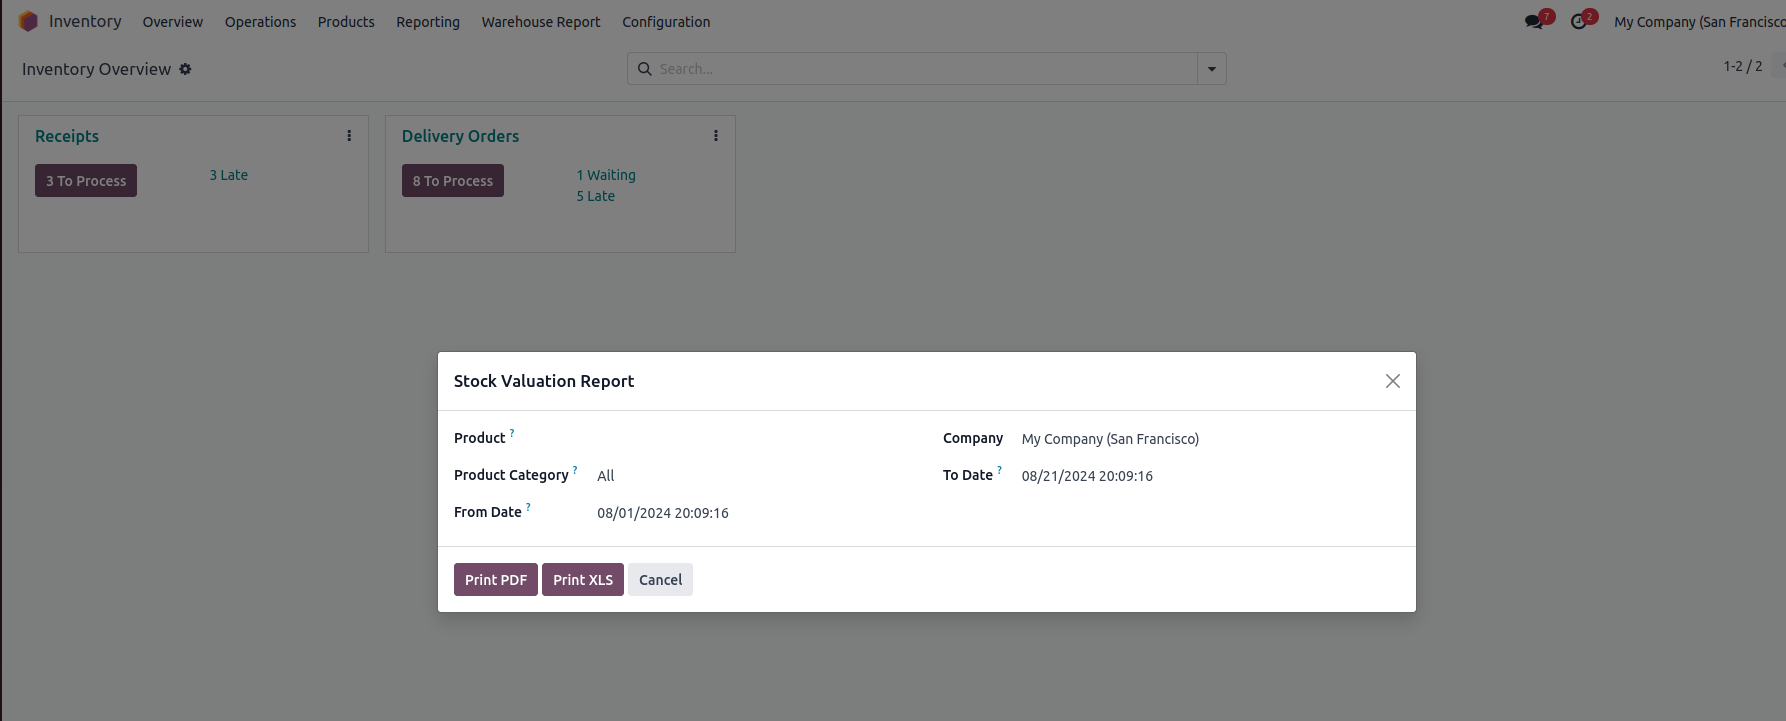 Inventory Overview Operations Products Reporting Warehouse Report Configuration 7 2 My Company (San Francisco
Inventory Overview Search... 1-2 / 2
Receipts Delivery Orders
3 To Process 3 Late 8 To Process 1 Waiting
5 Late
Stock Valuation Report
Product ? Company My Company (San Francisco)
Product Category ? All To Date ? 08/21/2024 20:09:16
From Date ? 08/01/2024 20:09:16
Print PDF Print XLS Cancel